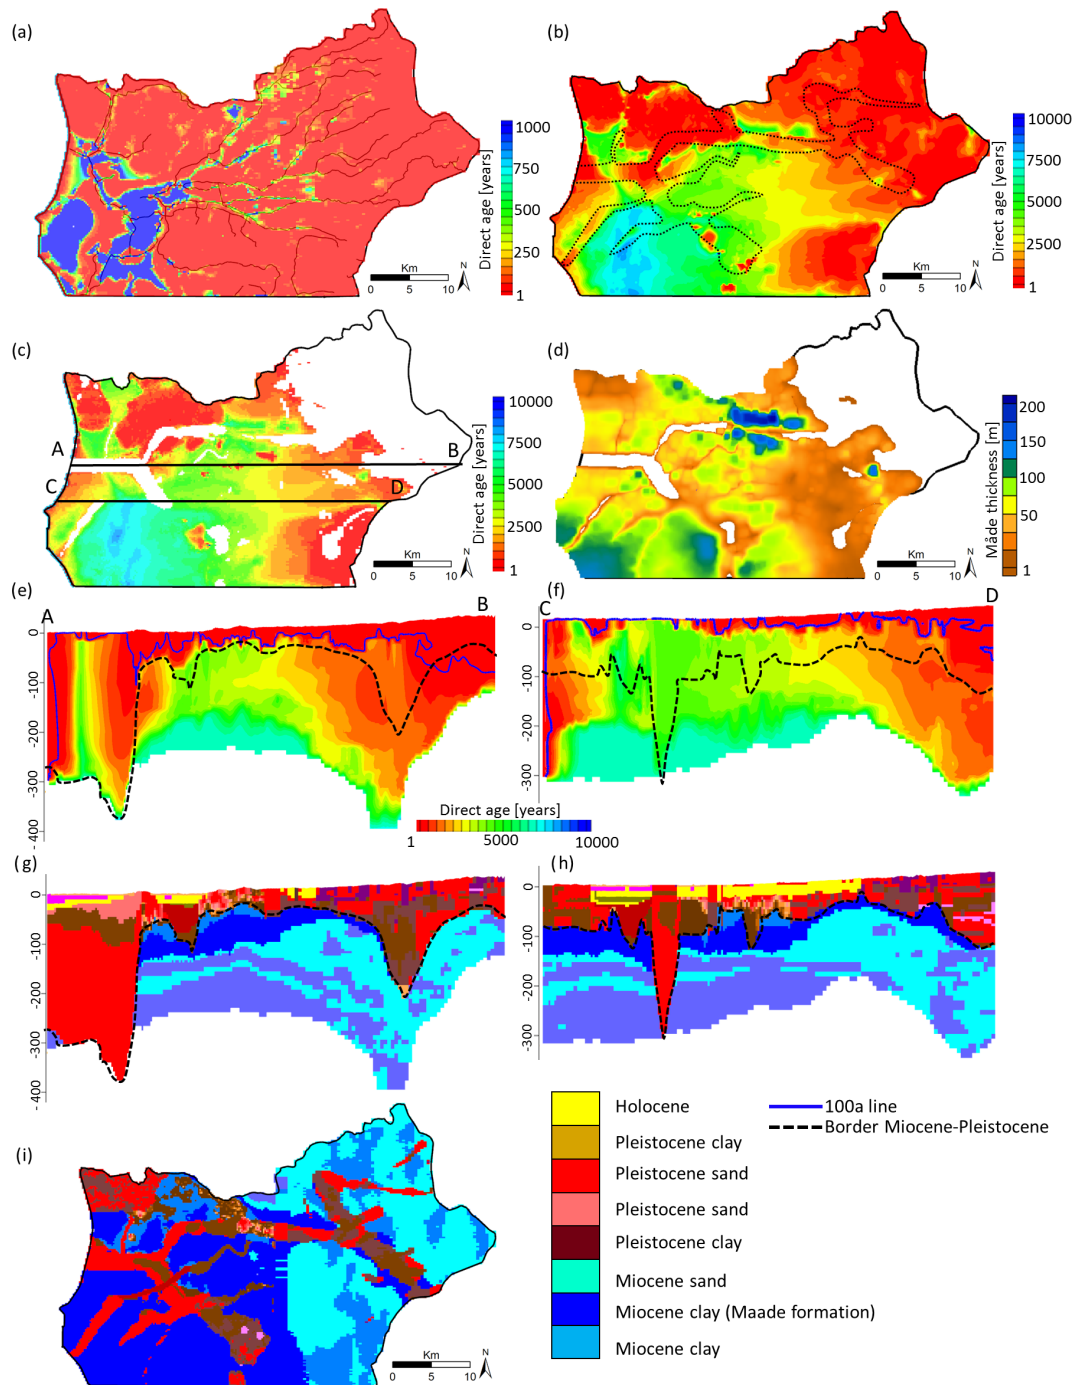 (a)
1000
750
500
250
1
Direct age [years]
Km
0 5 10
N
(b)
10000
7500
5000
2500
1
Direct age [years]
Km
0 5 10
N
(c)
A
B
C
D
10000
7500
5000
2500
1
Direct age [years]
Km
0 5 10
N
(d)
200
150
100
50
1
Mäde thickness [m]
Km
0 5 10
N
(e)
A
B
0
-100
-200
-300
-400
(f)
C
D
0
-100
-200
-300
Direct age [years]
1 5000 10000
(g)
0
-100
-200
-300
-400
(h)
0
-100
-200
-300
(i)
Km
0 5 10
N
Holocene
Pleistocene clay
Pleistocene sand
Pleistocene sand
Pleistocene clay
Miocene sand
Miocene clay (Maade formation)
Miocene clay
100a line
Border Miocene-Pleistocene